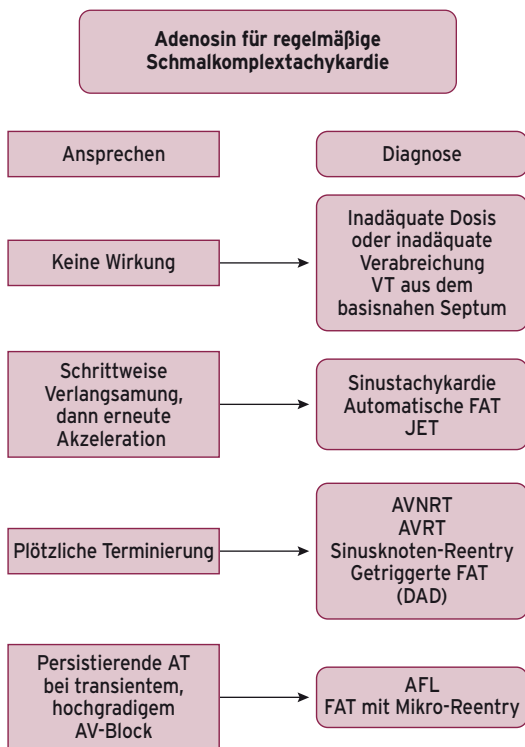 Adenosin für regelmäßige
Schmalkomplextachykardie
Ansprechen
Diagnose
Keine Wirkung
Inadäquate Dosis
oder inadäquate
Verabreichung
VT aus dem
basisnahen Septum
Schrittweise
Verlangsamung,
dann erneute
Akzeleration
Sinustachykardie
Automatische FAT
JET
Plötzliche Terminierung
AVNRT
AVRT
Sinusknoten-Reentry
Getriggerte FAT
(DAD)
Persistierende AT
bei transientem,
hochgradigem
AV-Block
AFL
FAT mit Mikro-Reentry